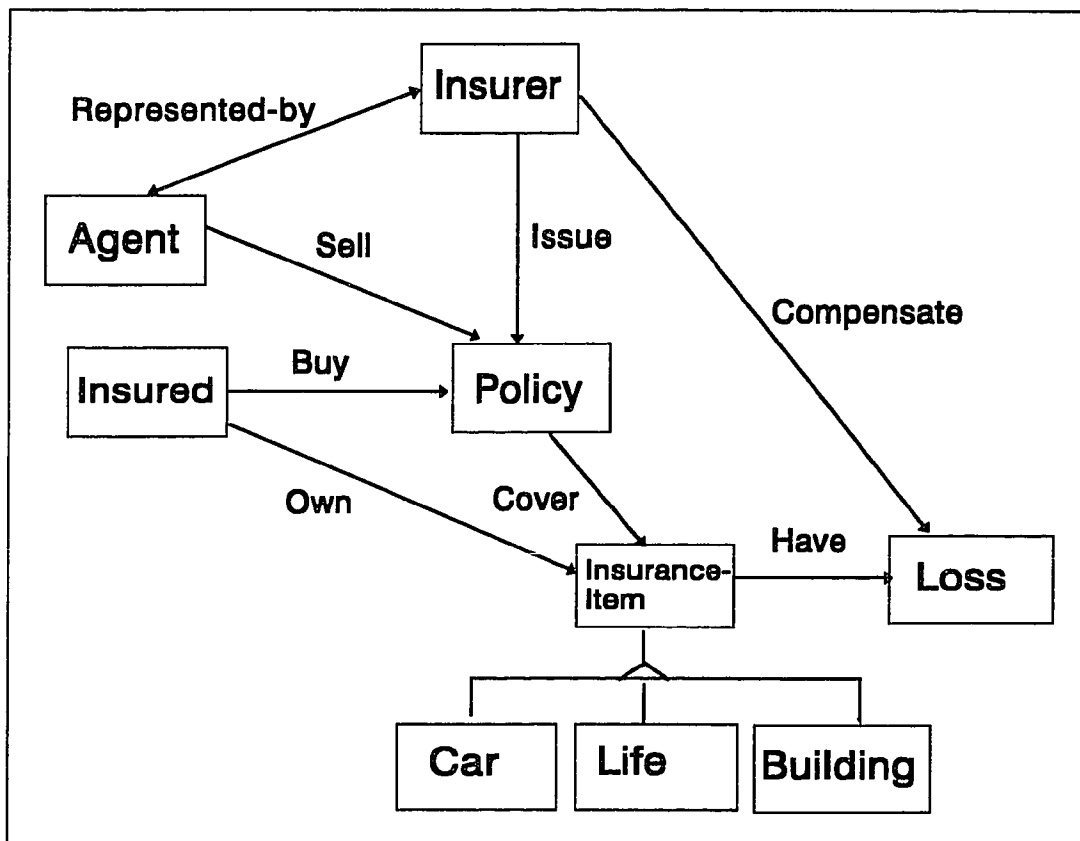 Insurer
Represented-by
Agent
Sell
Issue
Compensate
Insured
Buy
Policy
Own
Cover
Insurance-
Item
Have
Loss
Car
Life
Building